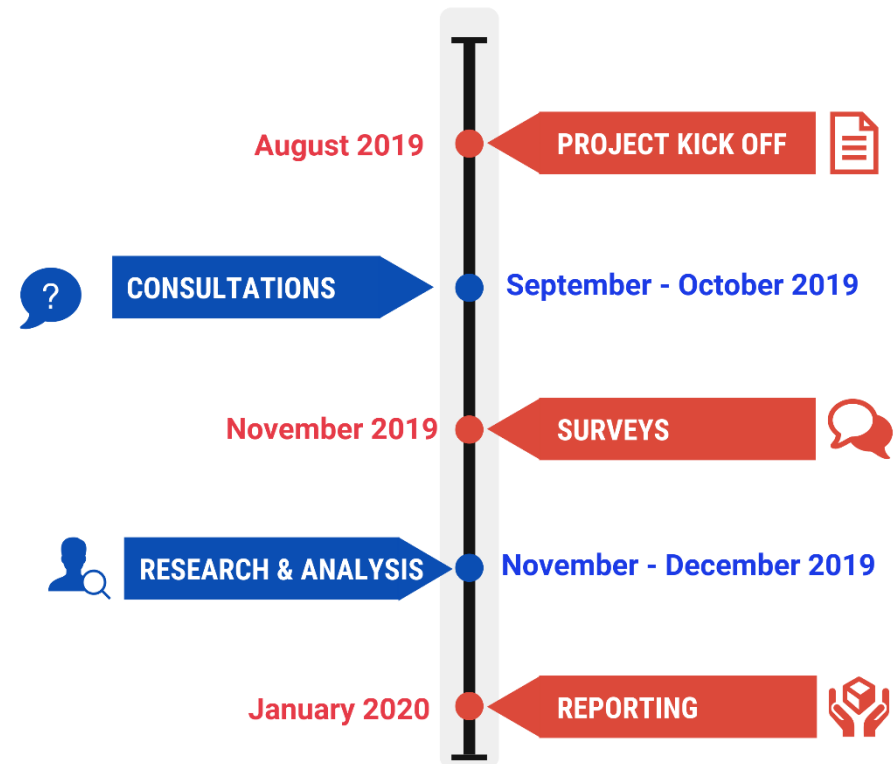 August 2019
PROJECT KICK OFF
?
CONSULTATIONS
September - October 2019
November 2019
SURVEYS
RESEARCH & ANALYSIS
November - December 2019
January 2020
REPORTING